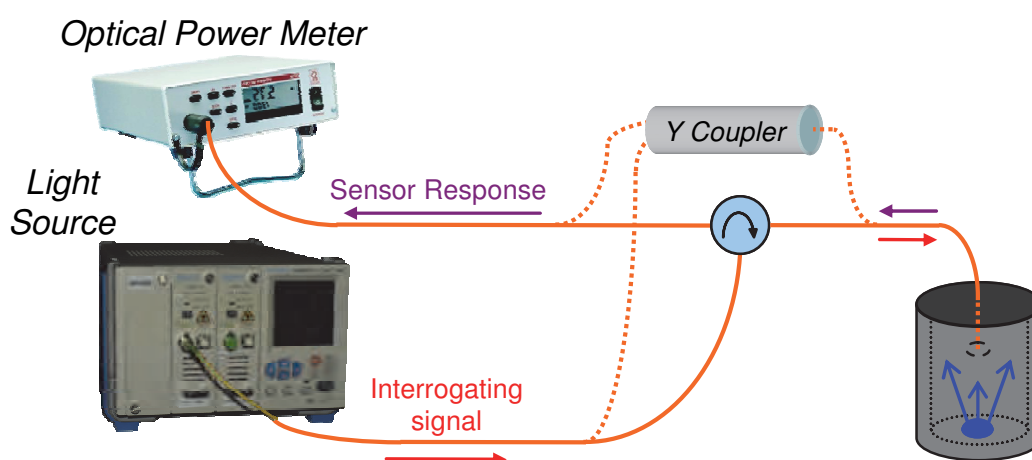 Optical Power Meter
Y Coupler
Light
Source
Sensor Response
Interrogating
signal